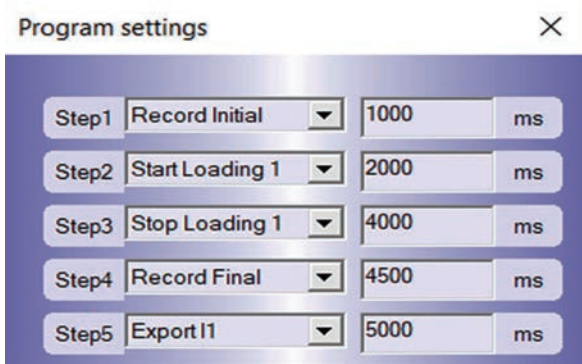 Program settings
Step1 Record Initial 1000 ms
Step2 Start Loading 1 2000 ms
Step3 Stop Loading 1 4000 ms
Step4 Record Final 4500 ms
Step5 Export I1 5000 ms